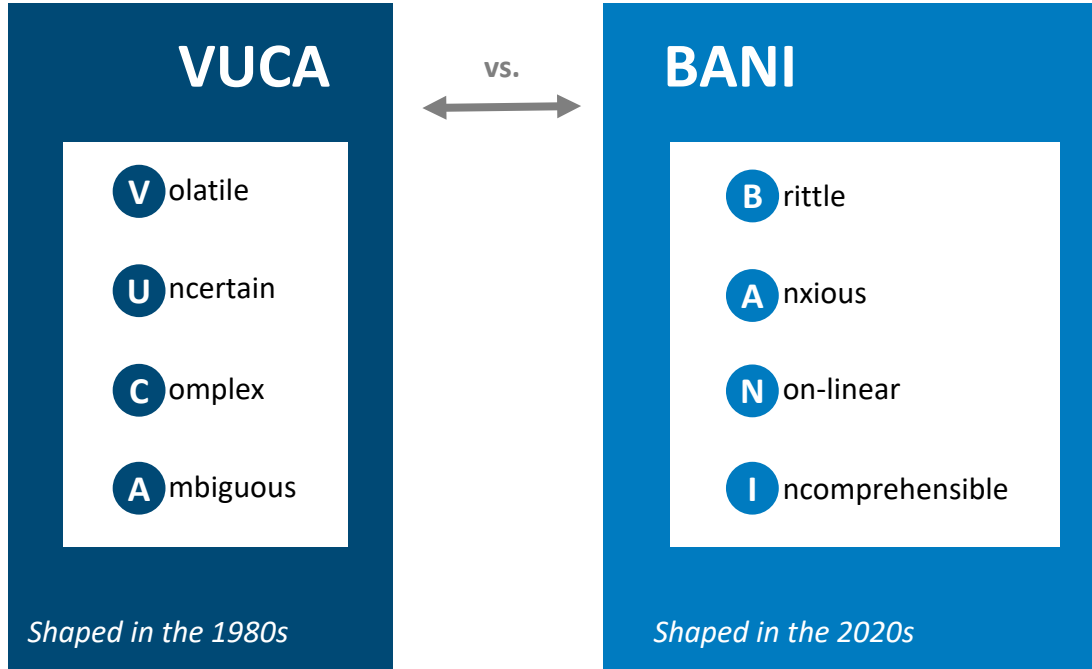 VUCA
Volatile
Uncertain
Complex
Ambiguous
Shaped in the 1980s
vs.
BANI
Brittle
Anxious
Non-linear
Incomprehensible
Shaped in the 2020s